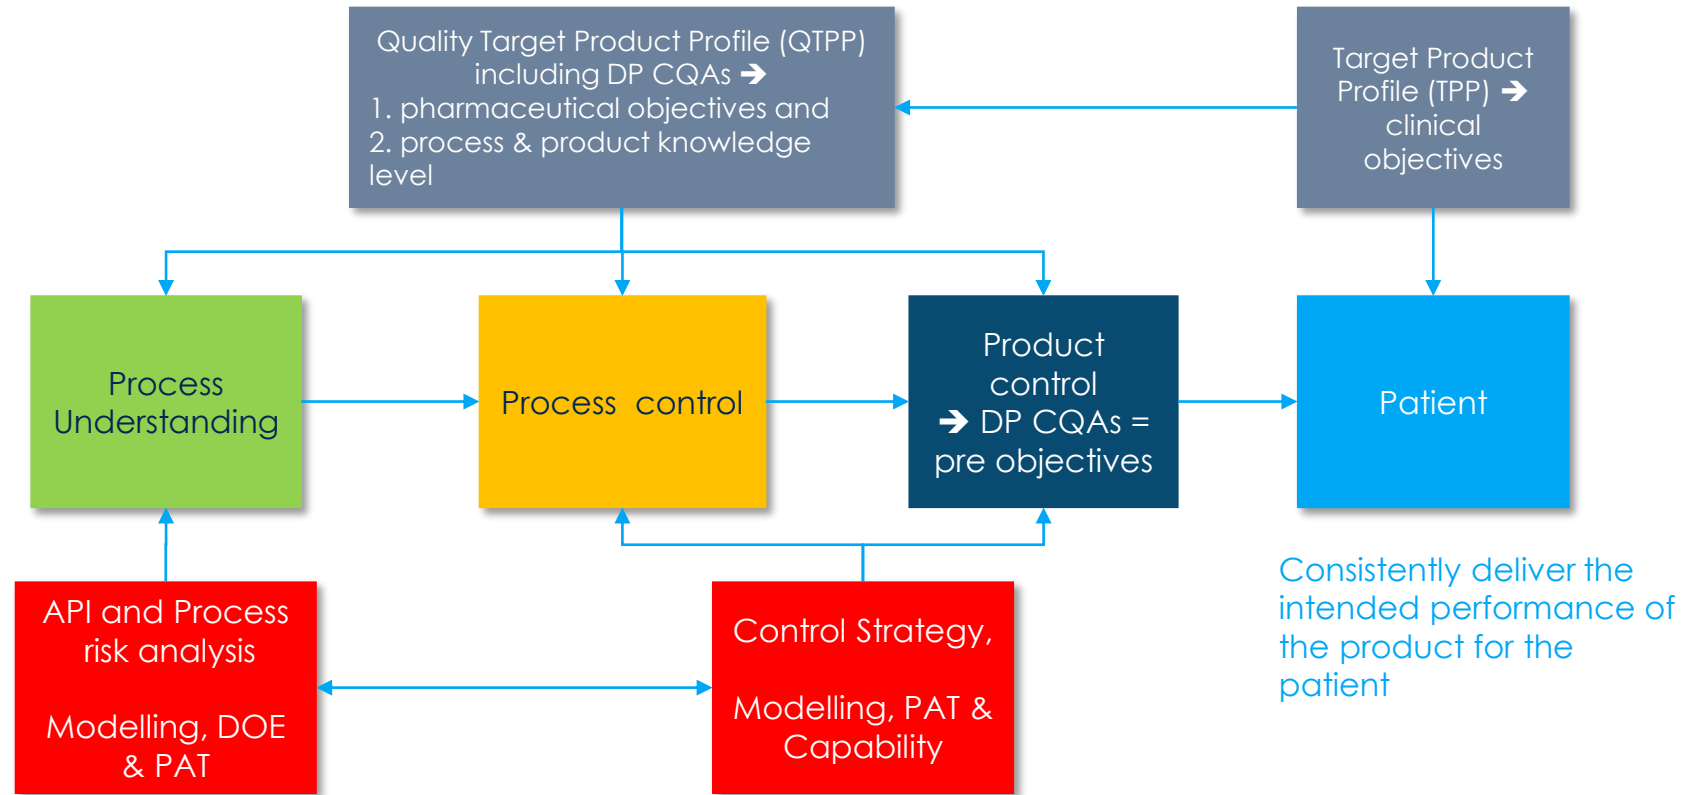 Quality Target Product Profile (QTPP)
including DP CQAs ➔
1. pharmaceutical objectives and
2. process & product knowledge
level
Target Product
Profile (TPP) ➔
clinical
objectives
Process
Understanding
Process control
Product
control
➔ DP CQAs =
pre objectives
Patient
API and Process
risk analysis
Modelling, DOE
& PAT
Control Strategy,
Modelling, PAT &
Capability
Consistently deliver the
intended performance of
the product for the
patient